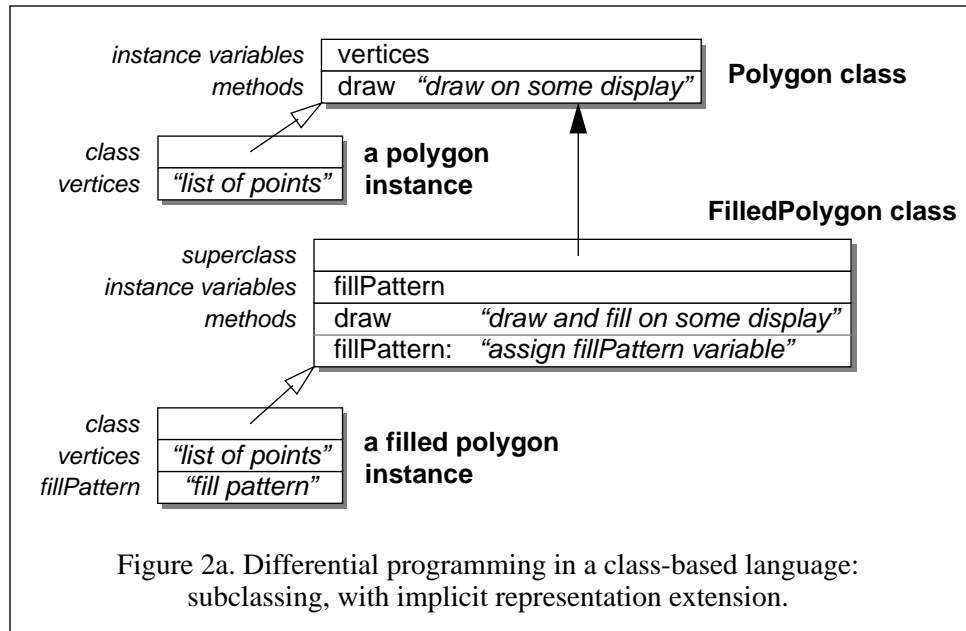 instance variables vertices
methods draw “draw on some display”
Polygon class
class
vertices “list of points”
a polygon
instance
FilledPolygon class
superclass
instance variables fillPattern
methods draw “draw and fill on some display”
fillPattern: “assign fillPattern variable”
class
vertices “list of points”
fillPattern “fill pattern”
a filled polygon
instance
Figure 2a. Differential programming in a class-based language:
subclassing, with implicit representation extension.